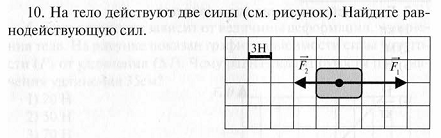 10. На тело действуют две силы (см. рисунок). Найдите рав-
нодействующую сил.
3Н
F₂ F₁